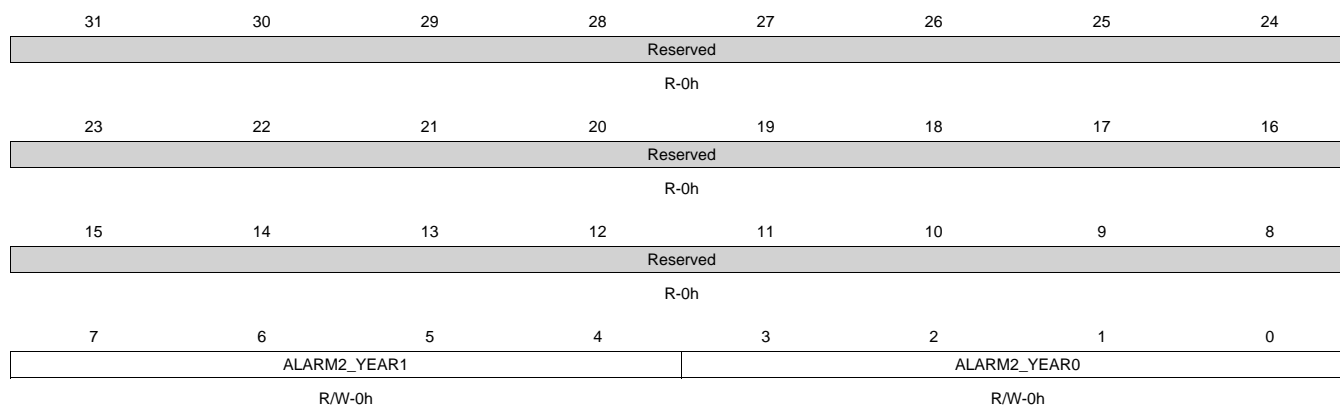 31 30 29 28 27 26 25 24
Reserved
R-0h
23 22 21 20 19 18 17 16
Reserved
R-0h
15 14 13 12 11 10 9 8
Reserved
R-0h
7 6 5 4 3 2 1 0
ALARM2_YEAR1 ALARM2_YEAR0
R/W-0h R/W-0h